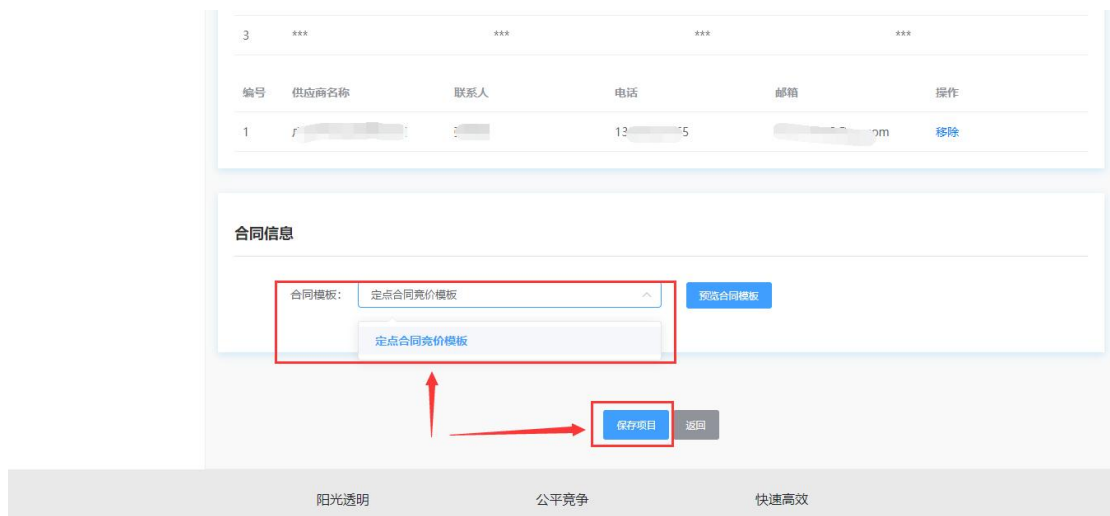 3 *** *** *** ***
编号 供应商名称 联系人 电话 邮箱 操作
1 13 5 om 移除
合同信息
合同模板: 定点合同竞价模板 预览合同模板
定点合同竞价模板
保存项目 返回
阳光透明 公平竞争 快速高效